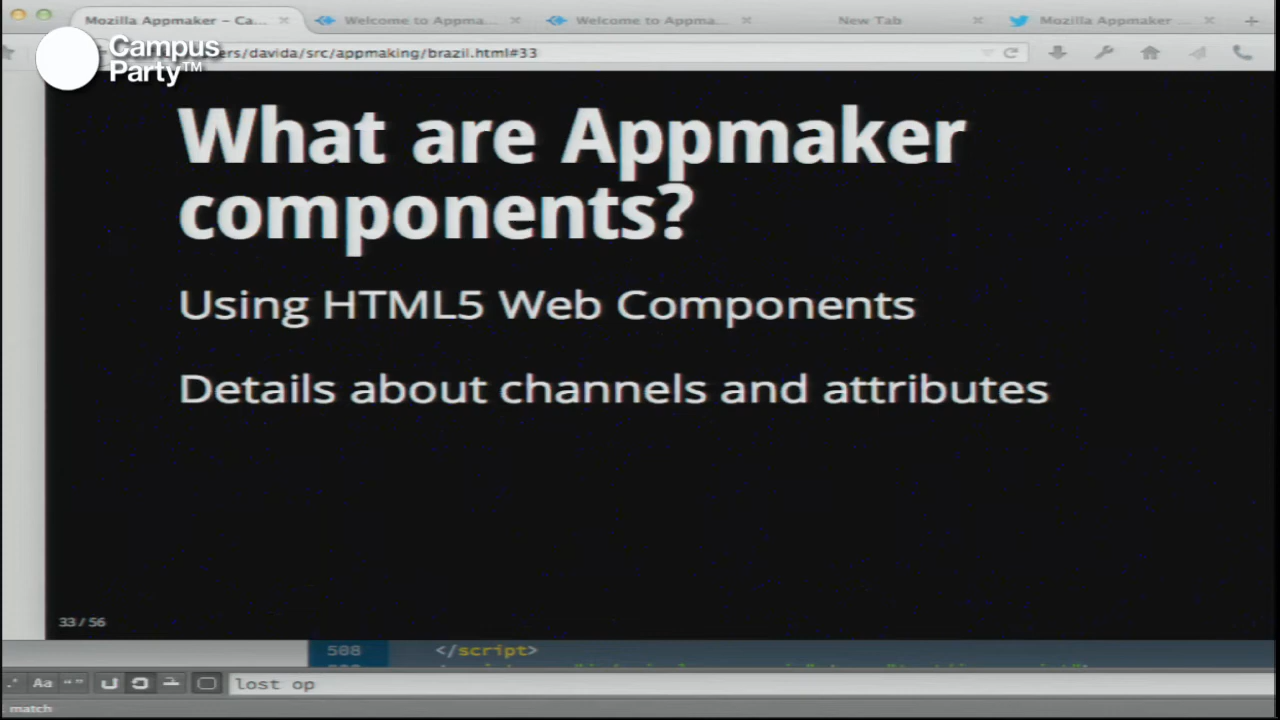 Mozilla Appmaker – Ca...
Welcome to Appma...
Welcome to Appma...
New Tab
Mozilla Appmaker ...
Campus
Party™
ers/davida/src/appmaking/brazil.html#33
What are Appmaker
components?
Using HTML5 Web Components
Details about channels and attributes
33 / 56
508 </script>
.* Aa “”
lost op
match